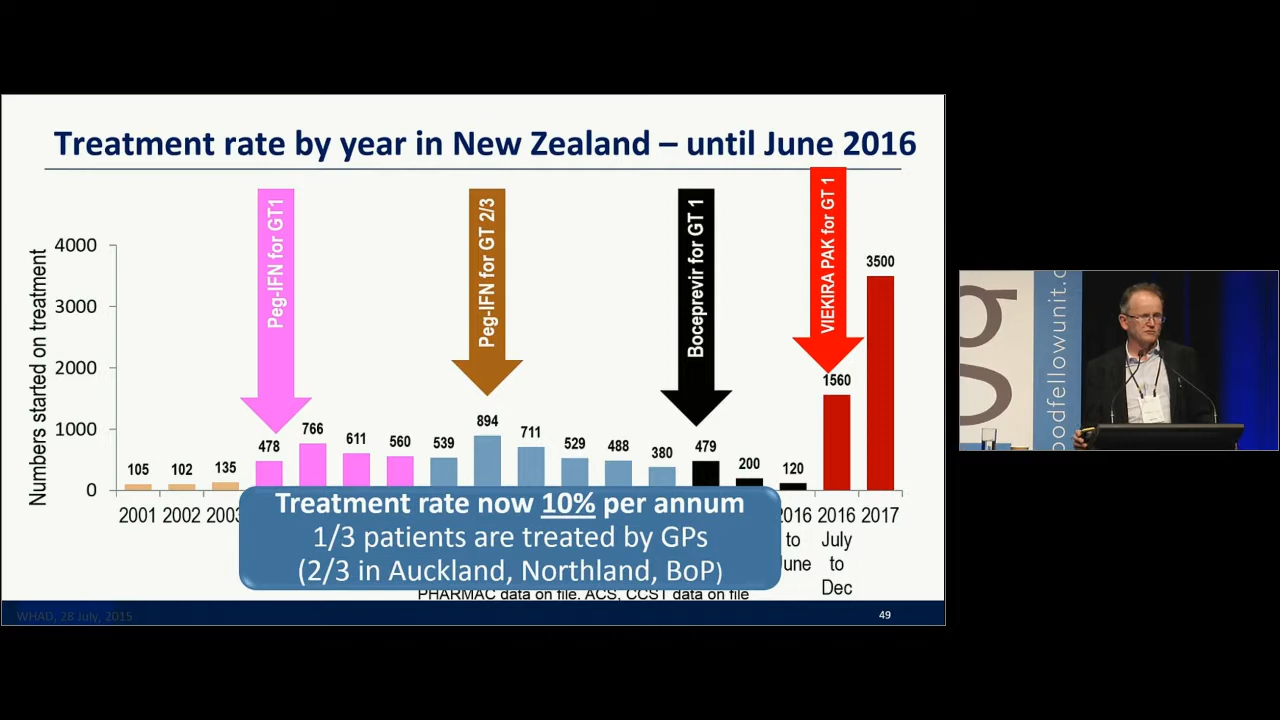 Treatment rate by year in New Zealand – until June 2016
Numbers started on treatment
4000
3000
2000
1000
0
Peg-IFN for GT1
Peg-IFN for GT 2/3
Boceprevir for GT 1
VIEKIRA PAK for GT 1
105
102
135
478
766
611
560
539
894
711
529
488
380
479
200
120
1560
3500
2001 2002 2003 2016 2016 2017
to July
June to
Dec
Treatment rate now 10% per annum
1/3 patients are treated by GPs
(2/3 in Auckland, Northland, BoP)
PHARMAC data on file. ACS, CCST data on file
WHAD, 28 July, 2015
49
g
odfellowunit.c